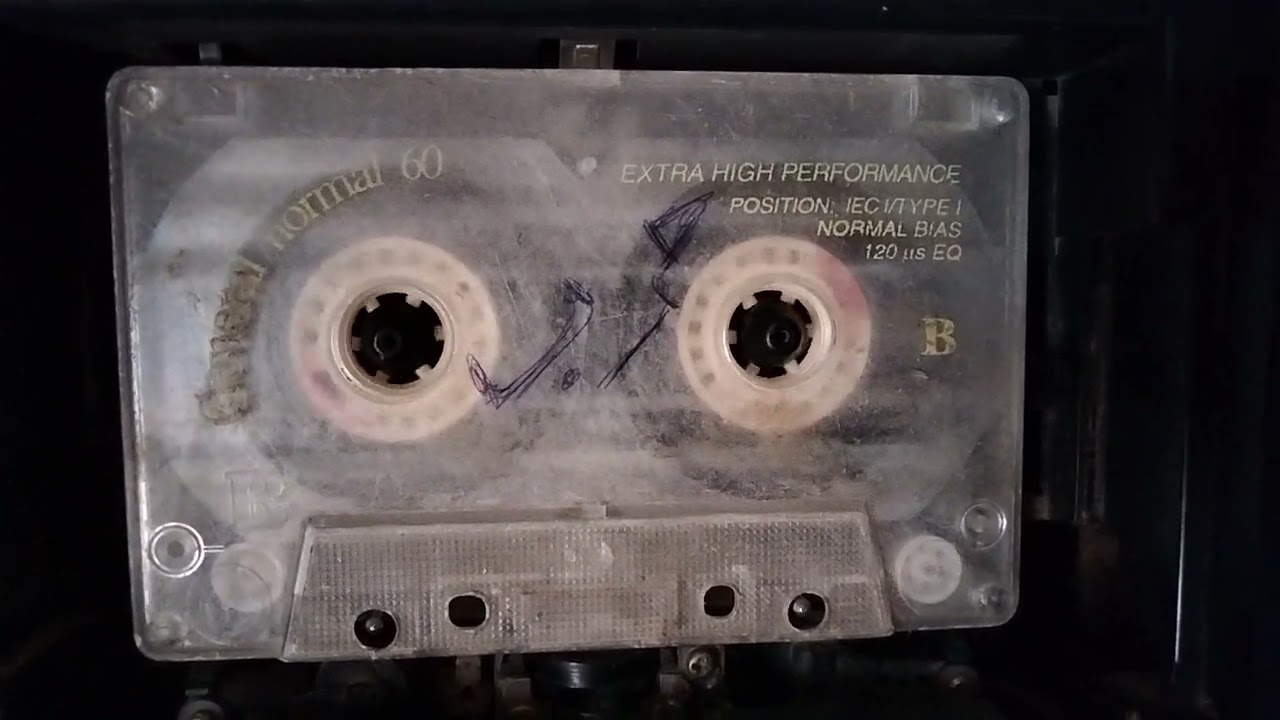 normal 60
EXTRA HIGH PERFORMANCE
POSITION: IEC I/TYPE I
NORMAL BIAS
120 µs EQ
B